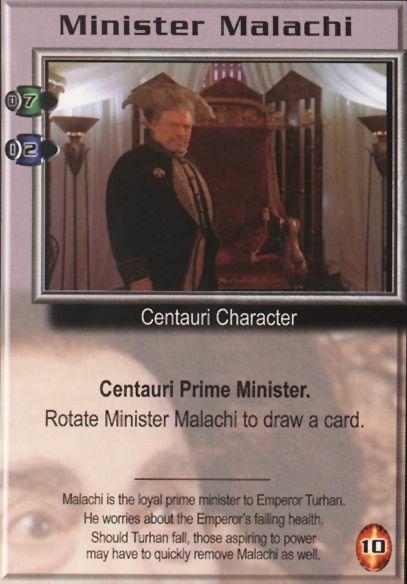 Minister Malachi
07
02
Centauri Character
Centauri Prime Minister.
Rotate Minister Malachi to draw a card.
Malachi is the loyal prime minister to Emperor Turhan.
He worries about the Emperor's failing health.
Should Turhan fall, those aspiring to power
may have to quickly remove Malachi as well.
10